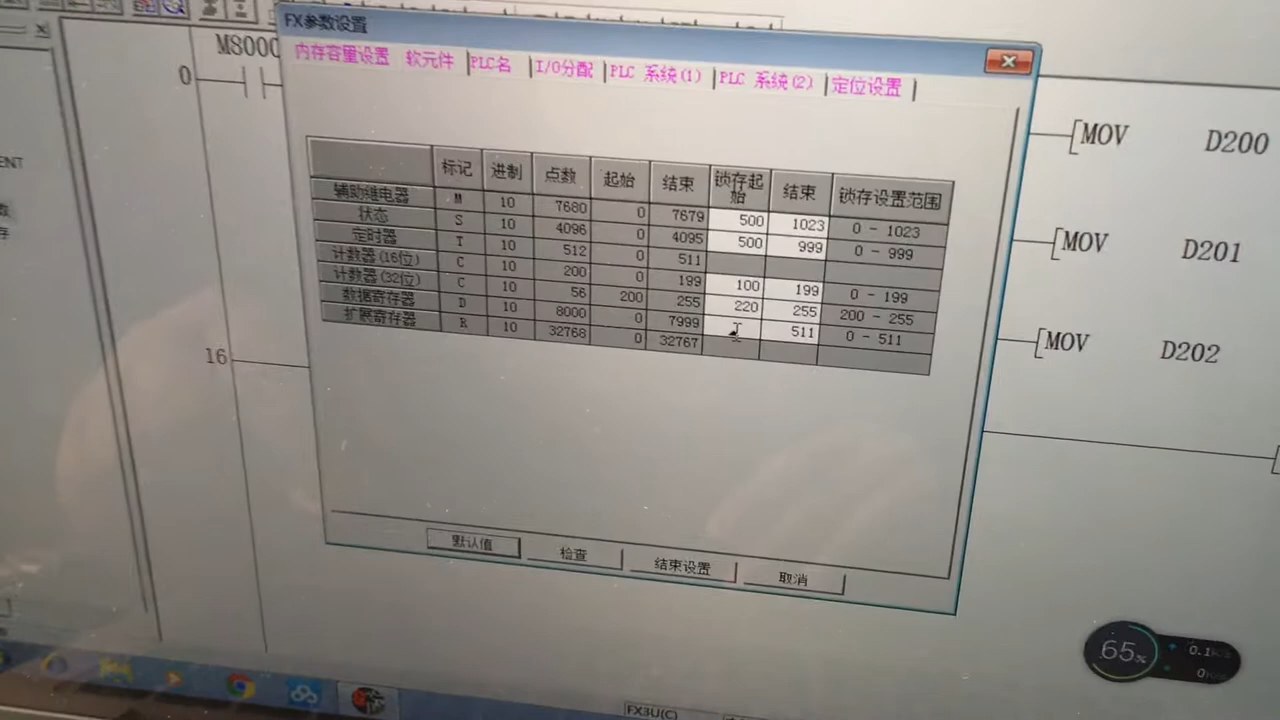 FX参数设置
内存容量设置 软元件 PLC名 I/O分配 PLC 系统(1) PLC 系统(2) 定位设置
标记 进制 点数 起始 结束 锁存起始 结束 锁存设置范围
辅助继电器 M 10 7680 0 7679 500 1023 0 - 1023
状态 S 10 4096 0 4095 500 999 0 - 999
定时器 T 10 512 0 511
计数器(16位) C 10 200 0 199 100 199 0 - 199
计数器(32位) C 10 56 200 255 220 255 200 - 255
数据寄存器 D 10 8000 0 7999 511 0 - 511
扩展寄存器 R 10 32768 0 32767
默认值 检查 结束设置 取消
M8000
0
MOV D200
MOV D201
MOV D202
16
ENT
65%
0.1K/s
FX3U(C)